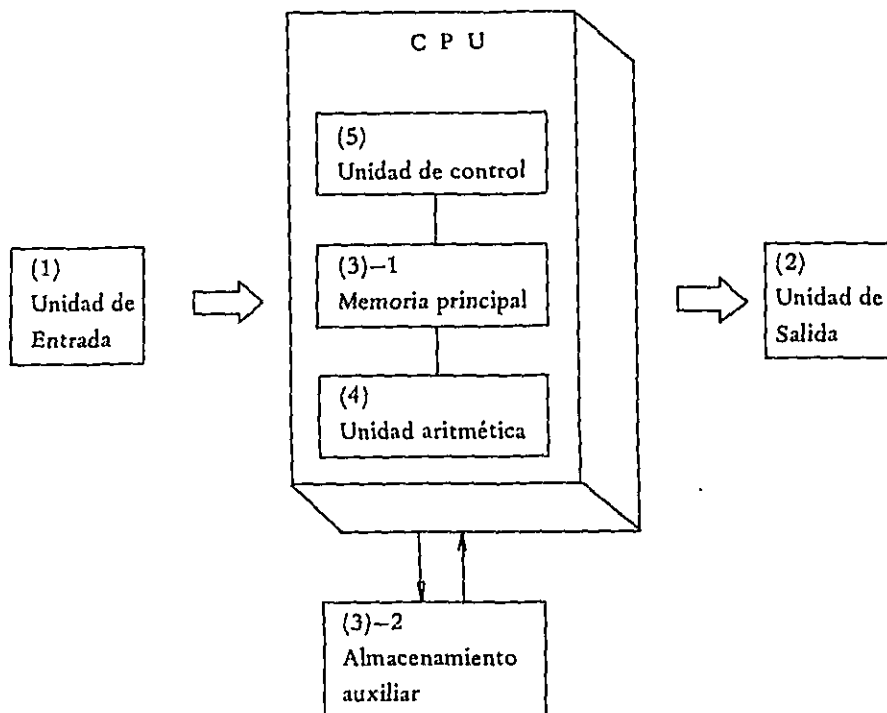 C P U
(5)
Unidad de control
(1)
Unidad de
Entrada
(3)-1
Memoria principal
(2)
Unidad de
Salida
(4)
Unidad aritmética
(3)-2
Almacenamiento
auxiliar